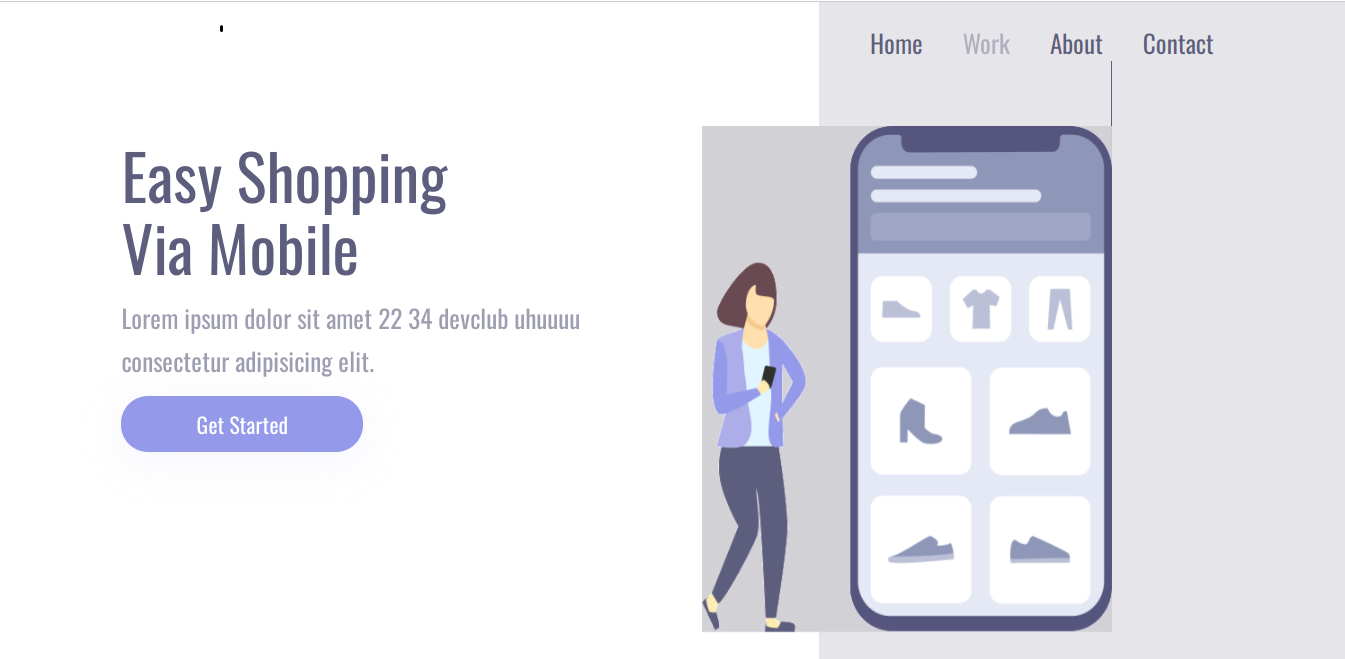 Home Work About Contact
Easy Shopping
Via Mobile
Lorem ipsum dolor sit amet 22 34 devclub uhuuuu
consectetur adipisicing elit.
Get Started